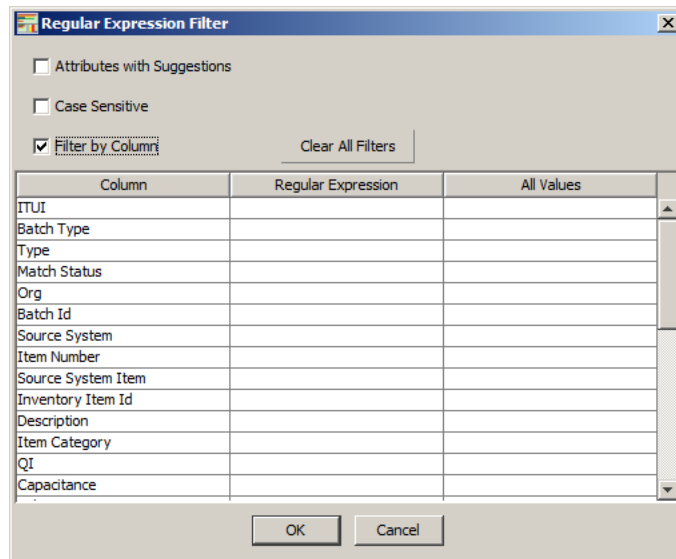 Regular Expression Filter
Attributes with Suggestions
Case Sensitive
Filter by Column
Clear All Filters
Column Regular Expression All Values
ITUI
Batch Type
Type
Match Status
Org
Batch Id
Source System
Item Number
Source System Item
Inventory Item Id
Description
Item Category
QI
Capacitance
OK Cancel